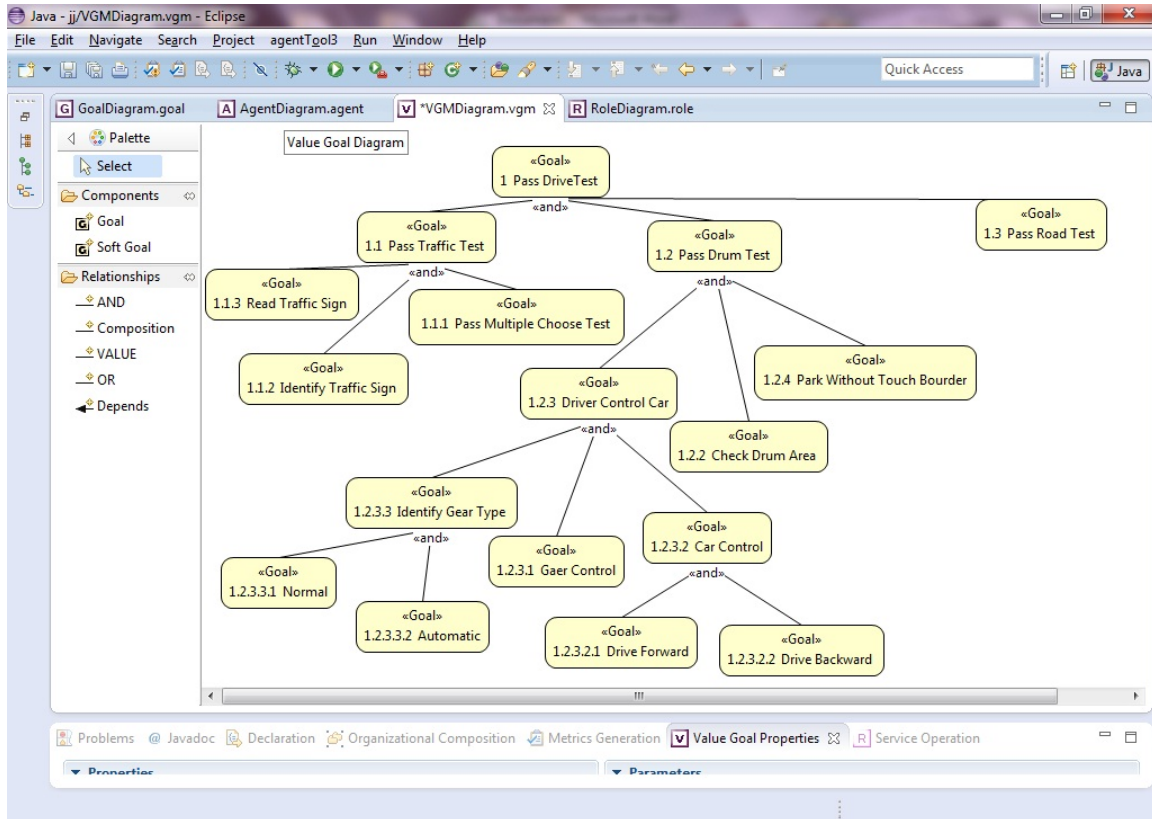 Java - jj/VGMDiagram.vgm - Eclipse
File Edit Navigate Search Project agentTool3 Run Window Help
Quick Access
Java
GoalDiagram.goal AgentDiagram.agent *VGMDiagram.vgm RoleDiagram.role
Palette
Select
Components
Goal
Soft Goal
Relationships
AND
Composition
VALUE
OR
Depends
Value Goal Diagram
«Goal»
1 Pass DriveTest
«and»
«Goal»
1.1 Pass Traffic Test
«and»
«Goal»
1.2 Pass Drum Test
«and»
«Goal»
1.3 Pass Road Test
«Goal»
1.1.3 Read Traffic Sign
«Goal»
1.1.1 Pass Multiple Choose Test
«Goal»
1.1.2 Identify Traffic Sign
«Goal»
1.2.3 Driver Control Car
«and»
«Goal»
1.2.4 Park Without Touch Bourder
«Goal»
1.2.2 Check Drum Area
«Goal»
1.2.3.3 Identify Gear Type
«and»
«Goal»
1.2.3.1 Gaer Control
«Goal»
1.2.3.2 Car Control
«and»
«Goal»
1.2.3.3.1 Normal
«Goal»
1.2.3.3.2 Automatic
«Goal»
1.2.3.2.1 Drive Forward
«Goal»
1.2.3.2.2 Drive Backward
Problems @ Javadoc Declaration Organizational Composition Metrics Generation Value Goal Properties Service Operation
Properties Parameters